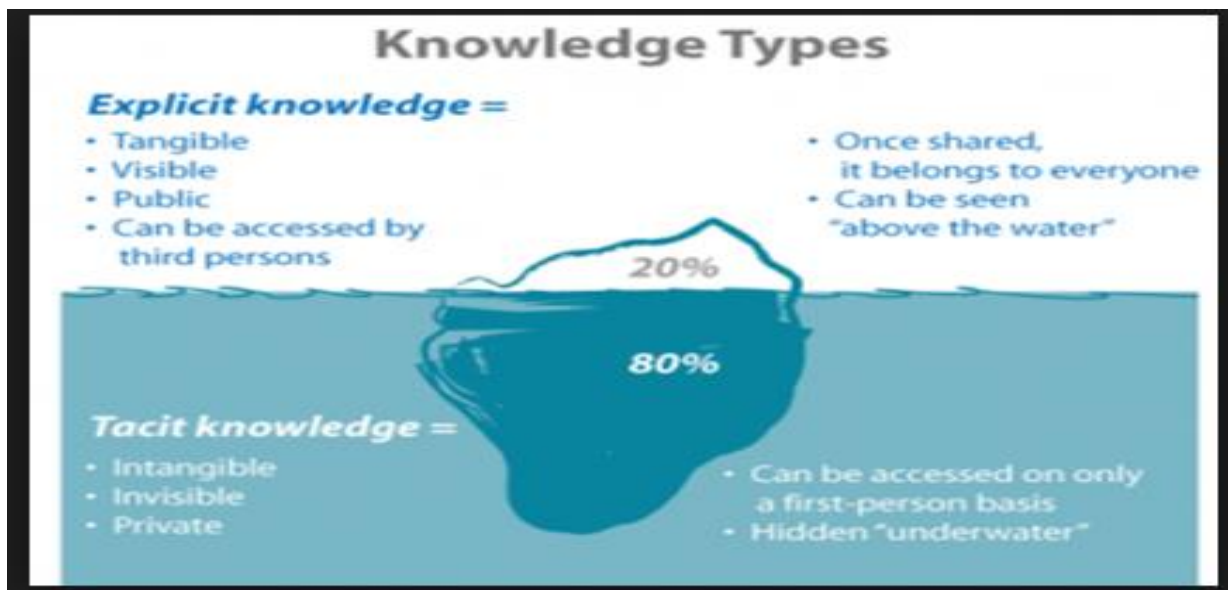 Knowledge Types
Explicit knowledge =
• Tangible
• Visible
• Public
• Can be accessed by
third persons
• Once shared,
it belongs to everyone
• Can be seen
"above the water"
20%
80%
Tacit knowledge =
• Intangible
• Invisible
• Private
• Can be accessed on only
a first-person basis
• Hidden "underwater"